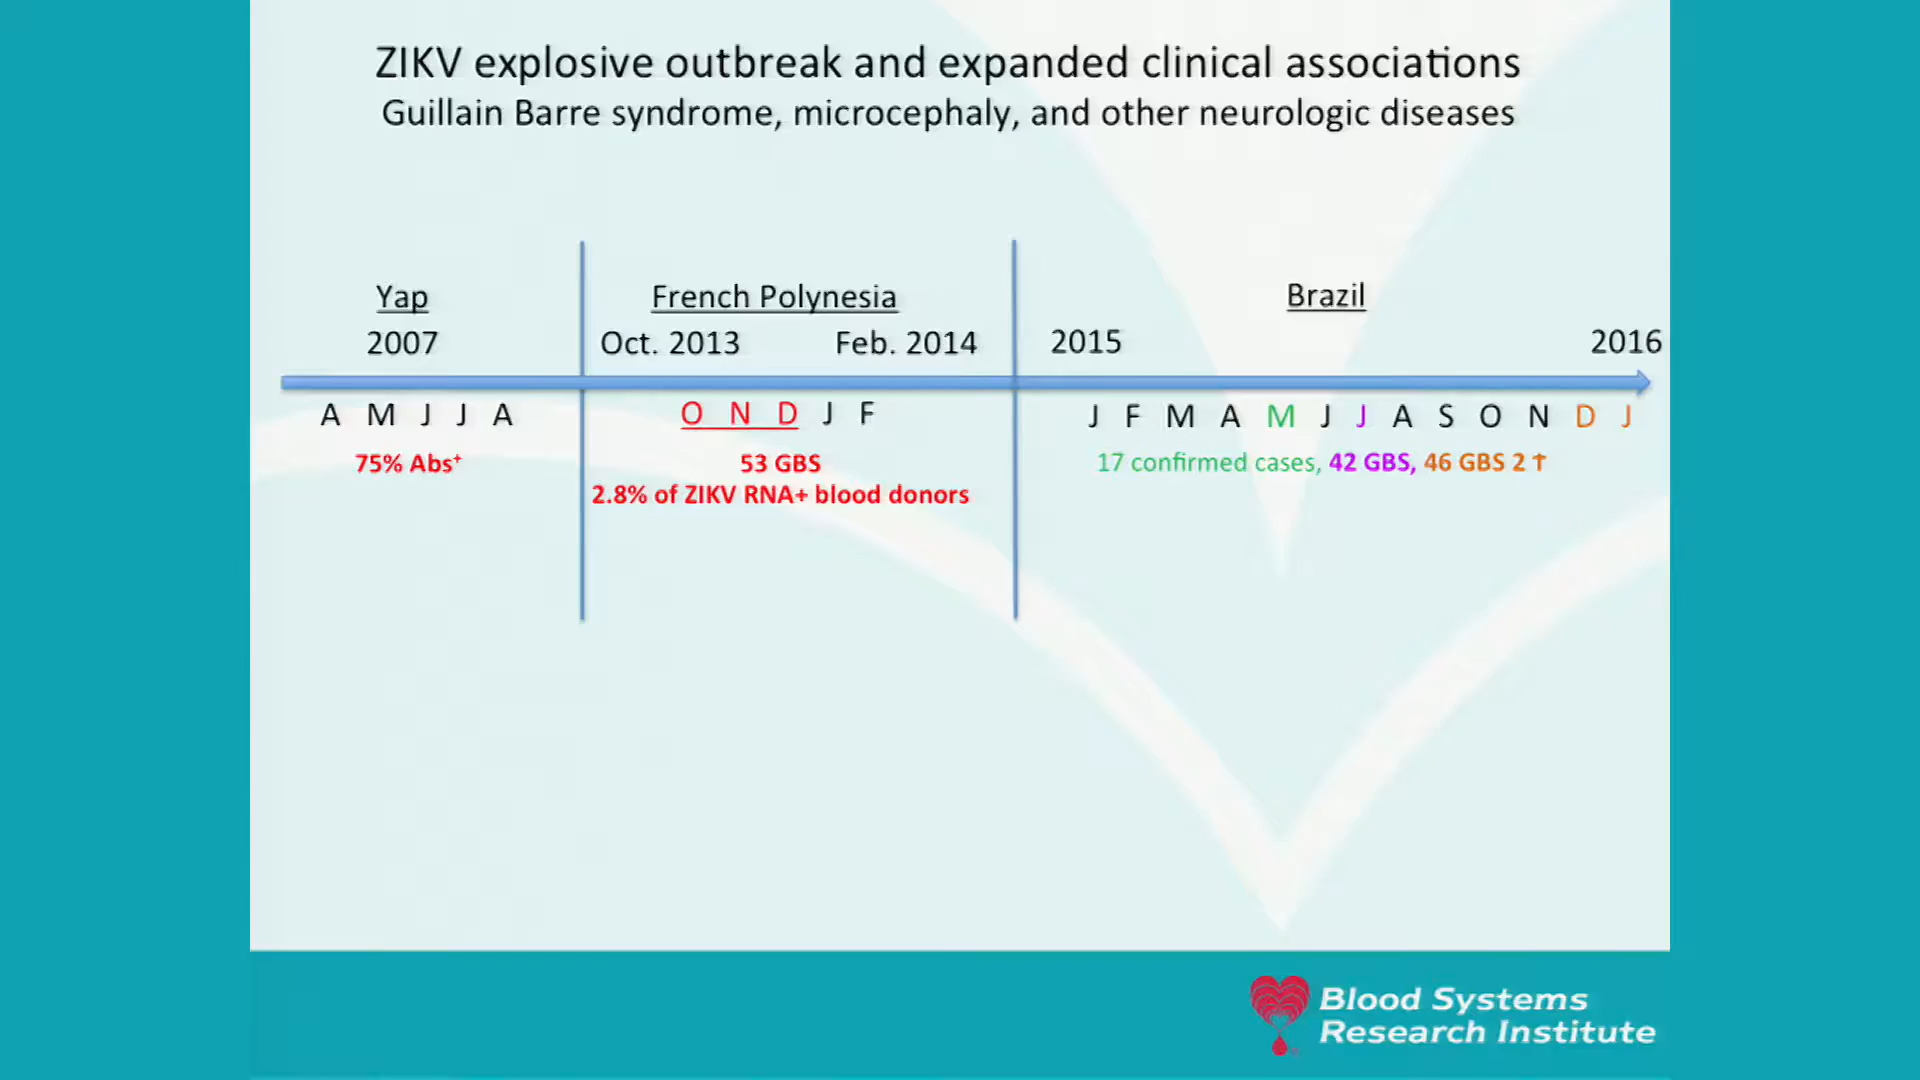 ZIKV explosive outbreak and expanded clinical associations
Guillain Barre syndrome, microcephaly, and other neurologic diseases
Yap
2007
A M J J A
75% Abs⁺
French Polynesia
Oct. 2013 Feb. 2014
O N D J F
53 GBS
2.8% of ZIKV RNA+ blood donors
Brazil
2015 2016
J F M A M J J A S O N D J
17 confirmed cases, 42 GBS, 46 GBS 2 †
Blood Systems
Research Institute